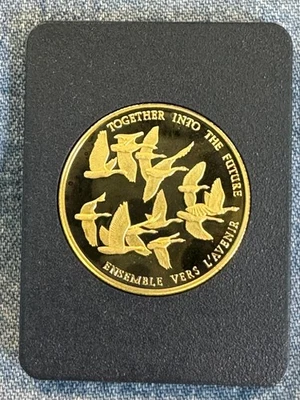 TOGETHER INTO THE FUTURE
ENSEMBLE VERS L'AVENIR